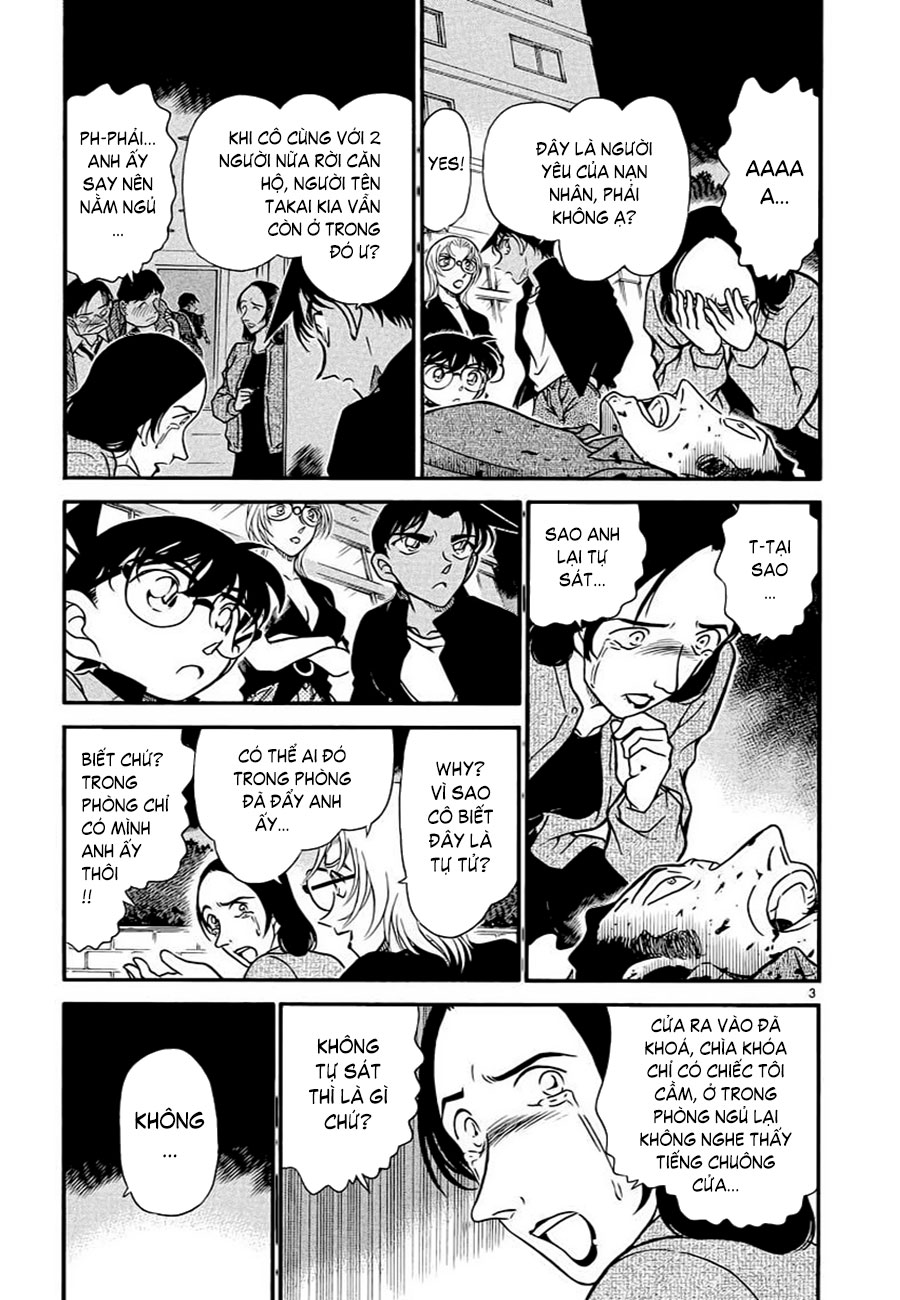 AAAA
A...
ĐÂY LÀ NGƯỜI
YÊU CỦA NẠN
NHÂN, PHẢI
KHÔNG Ạ?
YES!
KHI CÔ CÙNG VỚI 2
NGƯỜI NỮA RỜI CĂN
HỘ, NGƯỜI TÊN
TAKAI KIA VẪN
CÒN Ở TRONG
ĐÓ Ư?
PH-PHẢI...
ANH ẤY
SAY NÊN
NẰM NGỦ
...
T-TẠI
SAO
...
SAO ANH
LẠI TỰ
SÁT...
WHY?
VÌ SAO
CÔ BIẾT
ĐÂY LÀ
TỰ TỬ?
CÓ THỂ AI ĐÓ
TRONG PHÒNG
ĐÃ ĐẨY ANH
ẤY...
BIẾT CHỨ?
TRONG
PHÒNG CHỈ
CÓ MÌNH
ANH ẤY
THÔI
!!
3
CỬA RA VÀO ĐÃ
KHOÁ, CHÌA KHÓA
CHỈ CÓ CHIẾC TÔI
CẦM, Ở TRONG
PHÒNG NGỦ LẠI
KHÔNG NGHE THẤY
TIẾNG CHUÔNG
CỬA...
KHÔNG
TỰ SÁT
THÌ LÀ GÌ
CHỨ?
KHÔNG
...